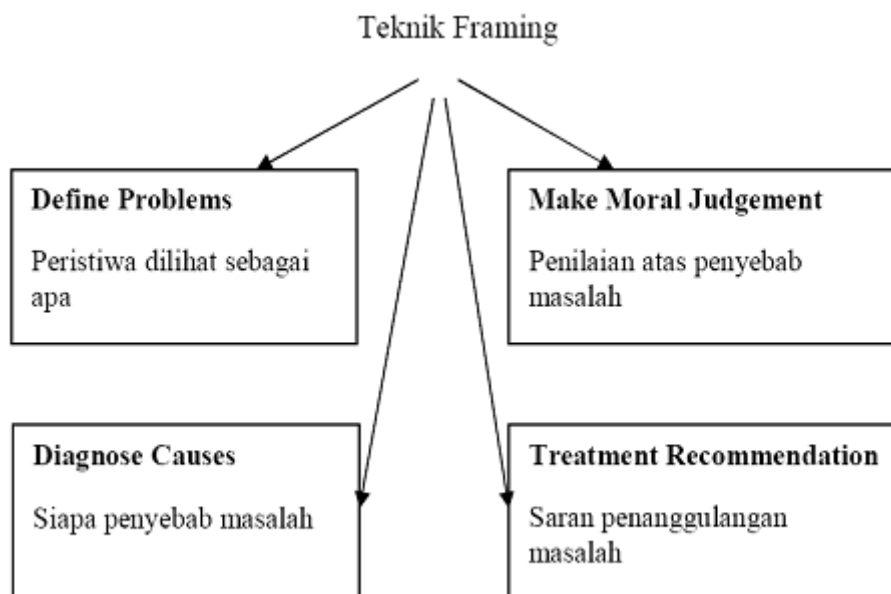 Teknik Framing
Define Problems
Peristiwa dilihat sebagai
apa
Make Moral Judgement
Penilaian atas penyebab
masalah
Diagnose Causes
Siapa penyebab masalah
Treatment Recommendation
Saran penanggulangan
masalah